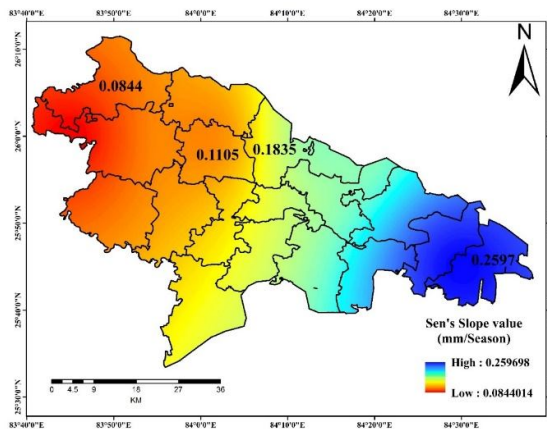 83°40'0"E 83°50'0"E 84°0'0"E 84°10'0"E 84°20'0"E 84°30'0"E
26°10'0"N
26°0'0"N
25°50'0"N
25°40'0"N
25°30'0"N
N
0.0844
0.1105
0.1835
0.2597
Sen's Slope value
(mm/Season)
High : 0.259698
Low : 0.0844014
0 4.5 9 18 27 36
KM
83°40'0"E 83°50'0"E 84°0'0"E 84°10'0"E 84°20'0"E 84°30'0"E